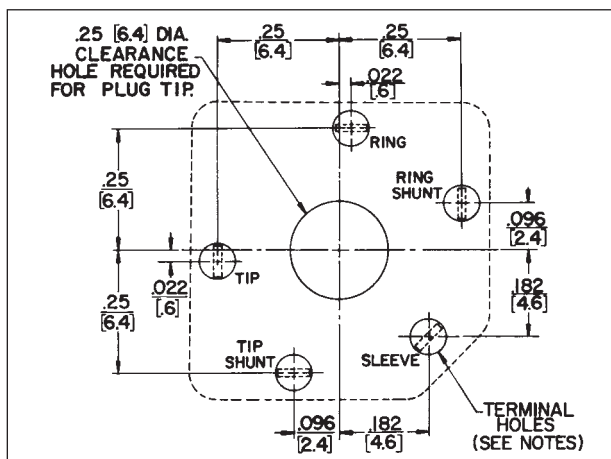 .25 [6.4] DIA.
CLEARANCE
HOLE REQUIRED
FOR PLUG TIP.
.25
[6.4]
.25
[6.4]
.022
[.6]
RING
.25
[6.4]
RING
SHUNT
.096
[2.4]
TIP
.022
[.6]
.182
[4.6]
.25
[6.4]
TIP
SHUNT
SLEEVE
.096
[2.4]
.182
[4.6]
TERMINAL
HOLES
(SEE NOTES)